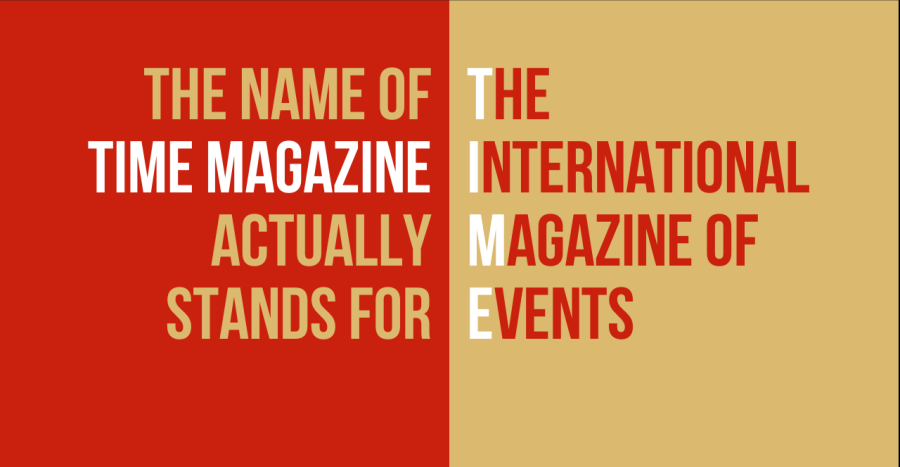 THE NAME OF
TIME MAGAZINE
ACTUALLY
STANDS FOR
THE
INTERNATIONAL
MAGAZINE OF
EVENTS